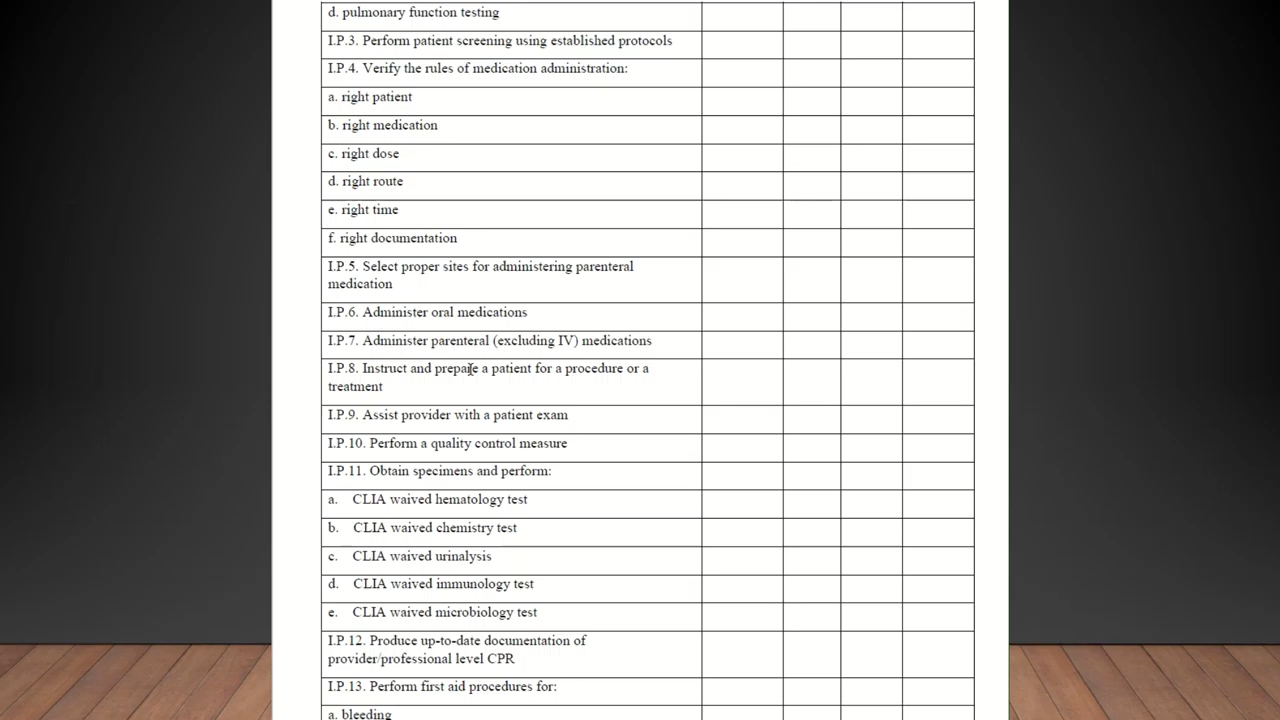 d. pulmonary function testing
I.P.3. Perform patient screening using established protocols
I.P.4. Verify the rules of medication administration:
a. right patient
b. right medication
c. right dose
d. right route
e. right time
f. right documentation
I.P.5. Select proper sites for administering parenteral
medication
I.P.6. Administer oral medications
I.P.7. Administer parenteral (excluding IV) medications
I.P.8. Instruct and prepare a patient for a procedure or a
treatment
I.P.9. Assist provider with a patient exam
I.P.10. Perform a quality control measure
I.P.11. Obtain specimens and perform:
a. CLIA waived hematology test
b. CLIA waived chemistry test
c. CLIA waived urinalysis
d. CLIA waived immunology test
e. CLIA waived microbiology test
I.P.12. Produce up-to-date documentation of
provider/professional level CPR
I.P.13. Perform first aid procedures for:
a. bleeding